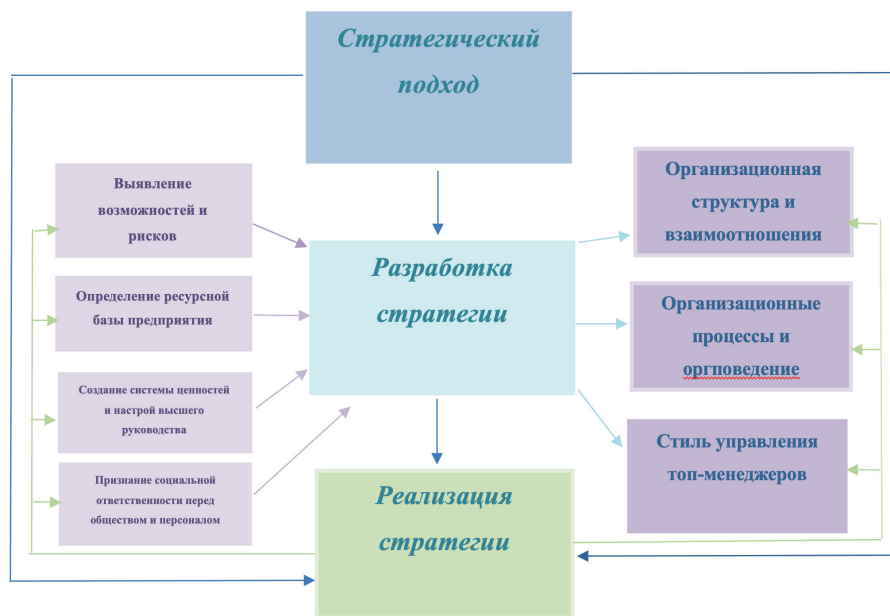 Стратегический
подход
Выявление
возможностей и
рисков
Определение ресурсной
базы предприятия
Создание системы ценностей
и настрой высшего
руководства
Признание социальной
ответственности перед
обществом и персоналом
Разработка
стратегии
Реализация
стратегии
Организационная
структура и
взаимоотношения
Организационные
процессы и
оргповедение
Стиль управления
топ-менеджеров